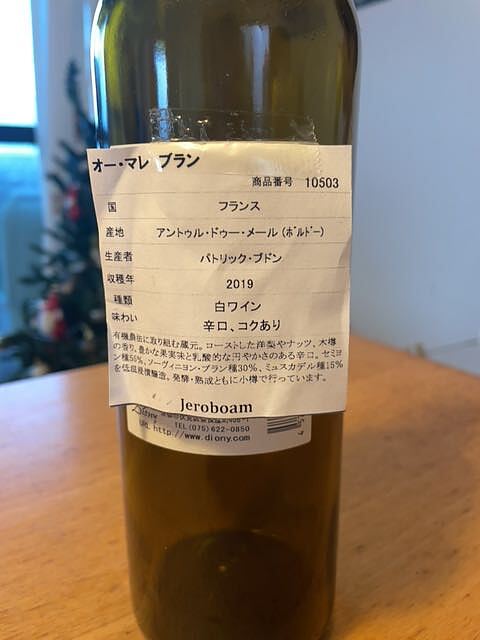 オー・マレ ブラン
商品番号 10503
国 フランス
産地 アントゥル・ドゥー・メール (ﾎﾞﾙﾄﾞｰ)
生産者 パトリック・ブドン
収穫年 2019
種類 白ワイン
味わい 辛口、コクあり
有機農法に取り組む蔵元。ローストした洋梨やナッツ、木樽
の香り。豊かな果実味と乳酸的な円やかさのある辛口。セミヨ
ン種55%、ソーヴィニヨン・ブラン種30%、ミュスカデル種15%
を低温浸漬醸造。発酵・熟成ともに小樽で行っています。
Jeroboam
TEL(075)622-0850
URL http://www.diony.com